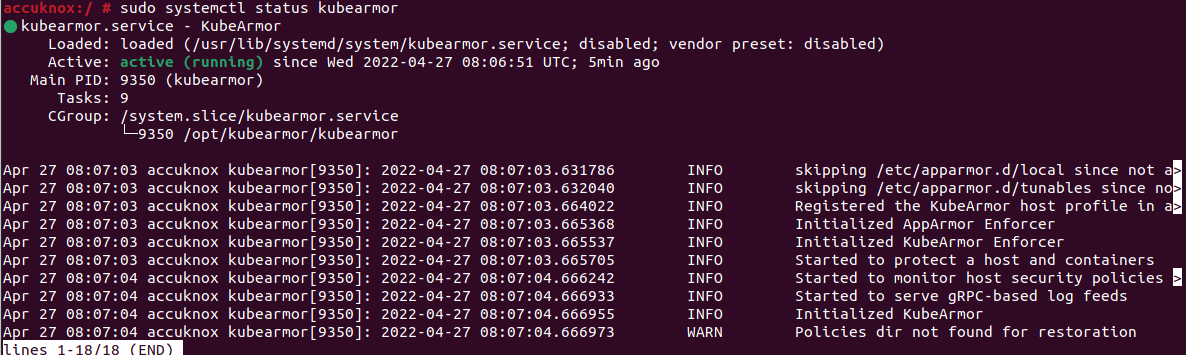 accuknox:/ # sudo systemctl status kubearmor
● kubearmor.service - KubeArmor
     Loaded: loaded (/usr/lib/systemd/system/kubearmor.service; disabled; vendor preset: disabled)
     Active: active (running) since Wed 2022-04-27 08:06:51 UTC; 5min ago
   Main PID: 9350 (kubearmor)
      Tasks: 9
     CGroup: /system.slice/kubearmor.service
             └─9350 /opt/kubearmor/kubearmor
Apr 27 08:07:03 accuknox kubearmor[9350]: 2022-04-27 08:07:03.631786        INFO        skipping /etc/apparmor.d/local since not a>
Apr 27 08:07:03 accuknox kubearmor[9350]: 2022-04-27 08:07:03.632040        INFO        skipping /etc/apparmor.d/tunables since no>
Apr 27 08:07:03 accuknox kubearmor[9350]: 2022-04-27 08:07:03.664022        INFO        Registered the KubeArmor host profile in a>
Apr 27 08:07:03 accuknox kubearmor[9350]: 2022-04-27 08:07:03.665368        INFO        Initialized AppArmor Enforcer
Apr 27 08:07:03 accuknox kubearmor[9350]: 2022-04-27 08:07:03.665537        INFO        Initialized KubeArmor Enforcer
Apr 27 08:07:03 accuknox kubearmor[9350]: 2022-04-27 08:07:03.665705        INFO        Started to protect a host and containers
Apr 27 08:07:04 accuknox kubearmor[9350]: 2022-04-27 08:07:04.666242        INFO        Started to monitor host security policies >
Apr 27 08:07:04 accuknox kubearmor[9350]: 2022-04-27 08:07:04.666933        INFO        Started to serve gRPC-based log feeds
Apr 27 08:07:04 accuknox kubearmor[9350]: 2022-04-27 08:07:04.666955        INFO        Initialized KubeArmor
Apr 27 08:07:04 accuknox kubearmor[9350]: 2022-04-27 08:07:04.666973        WARN        Policies dir not found for restoration
lines 1-18/18 (END)